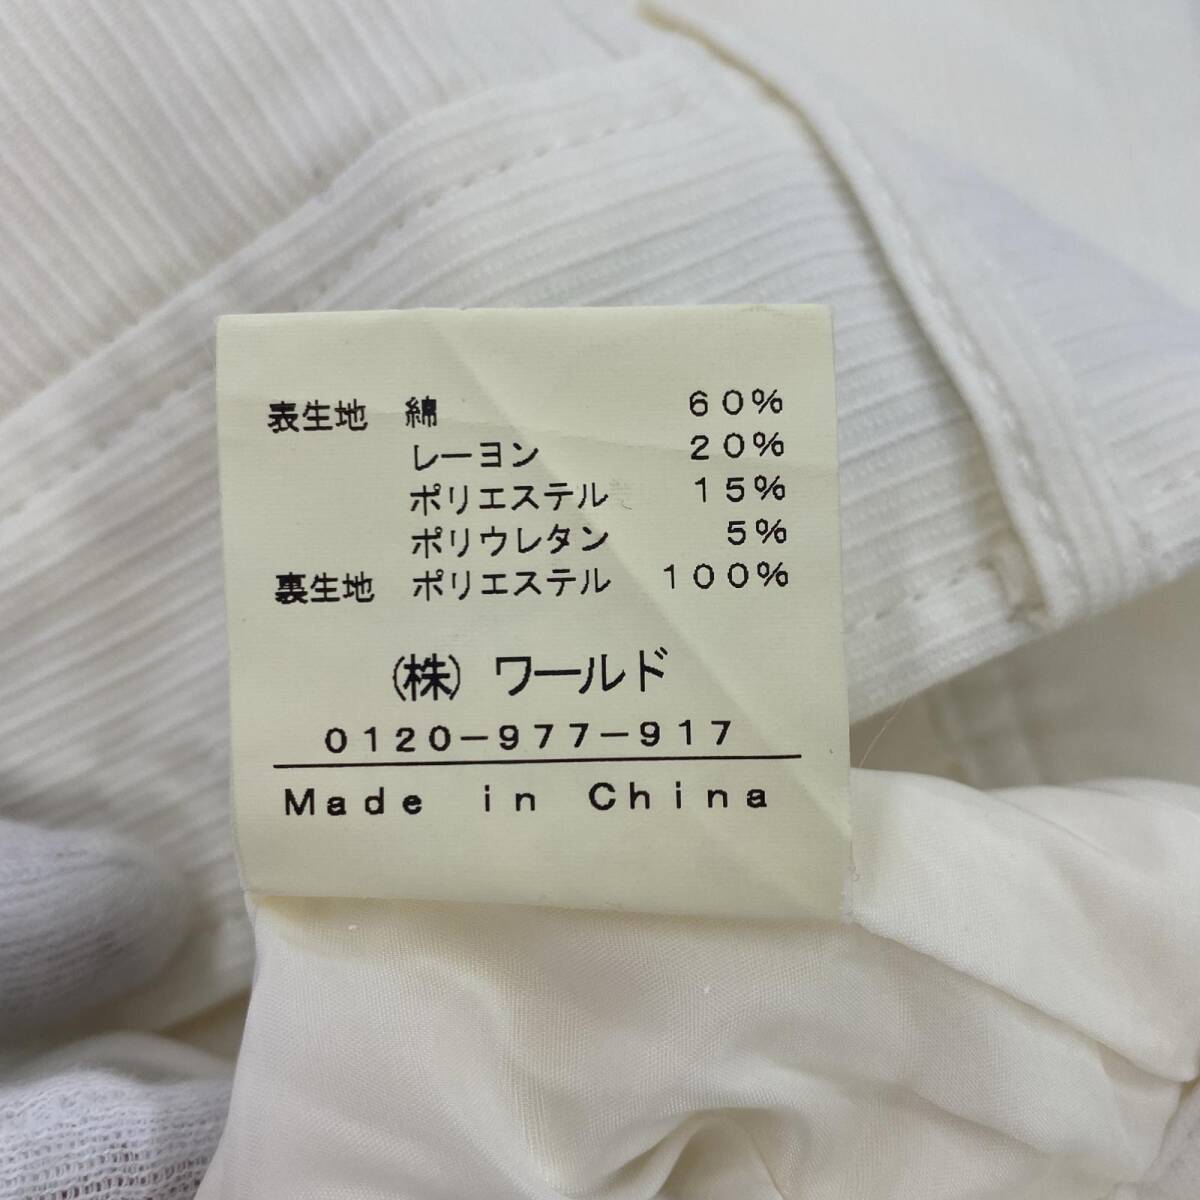 表生地 綿 60%
レーヨン 20%
ポリエステル 15%
ポリウレタン 5%
裏生地 ポリエステル 100%
(株) ワールド
0120-977-917
Made in China